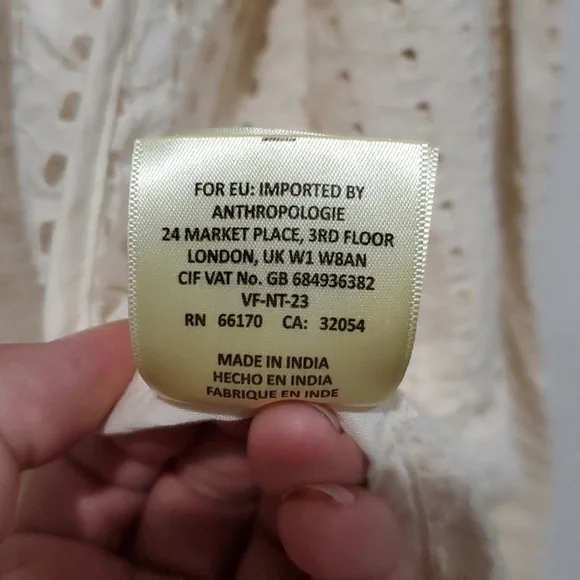 FOR EU: IMPORTED BY
ANTHROPOLOGIE
24 MARKET PLACE, 3RD FLOOR
LONDON, UK W1 W8AN
CIF VAT No. GB 684936382
VF-NT-23
RN 66170 CA: 32054
MADE IN INDIA
HECHO EN INDIA
FABRIQUE EN INDE